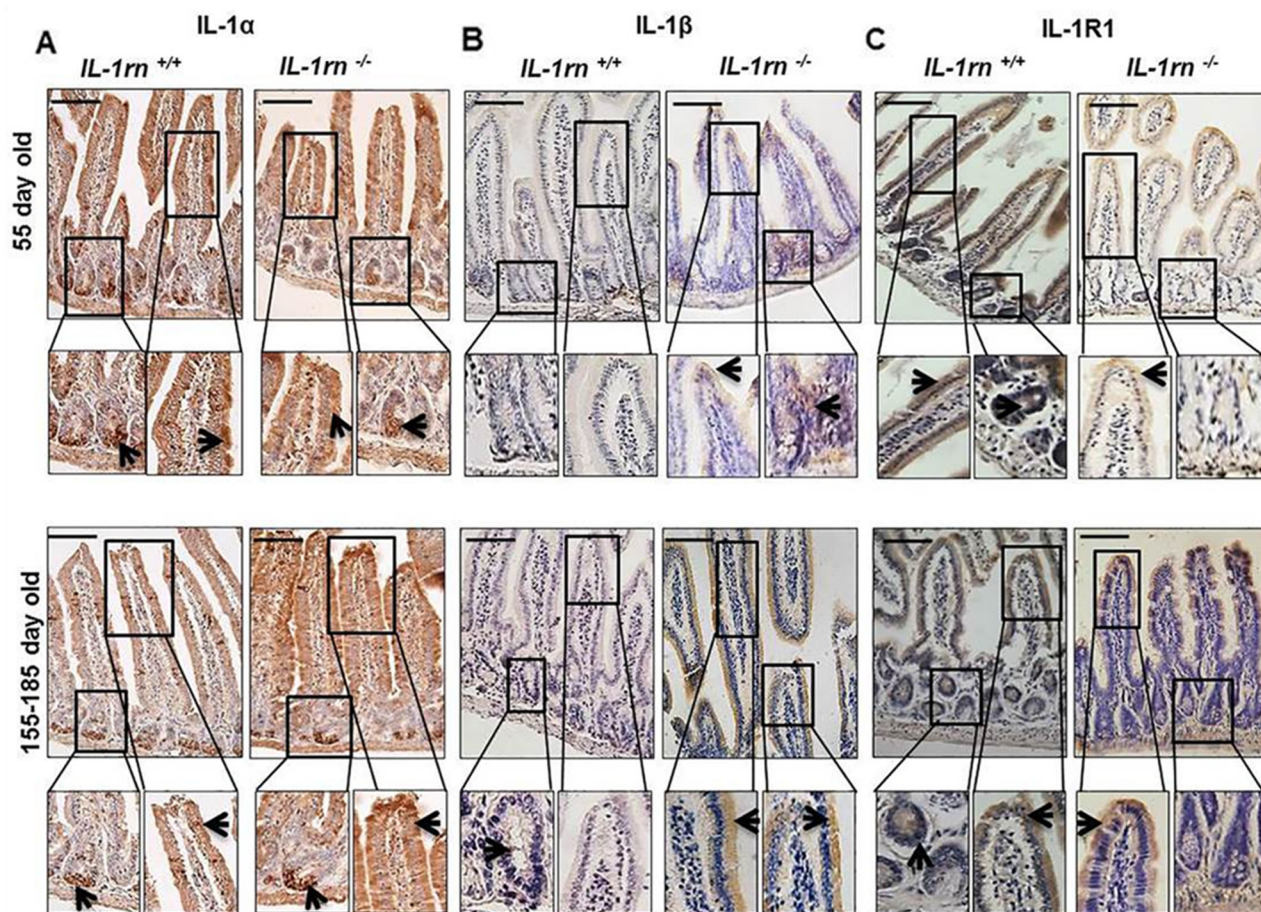 IL-1α
IL-1β
IL-1R1
A
B
C
IL-1rn +/+
IL-1rn -/-
IL-1rn +/+
IL-1rn -/-
IL-1rn +/+
IL-1rn -/-
55 day old
155-185 day old